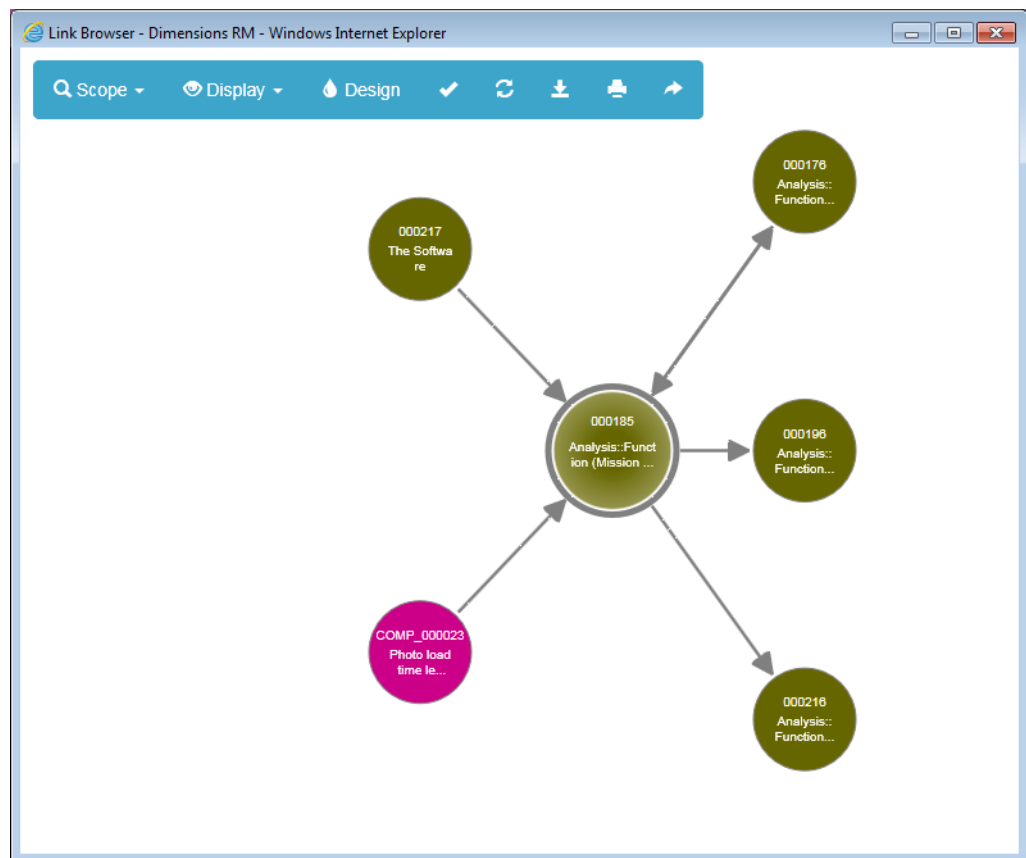 Link Browser - Dimensions RM - Windows Internet Explorer
Scope Display Design
000176
Analysis::
Function...
000217
The Softwa
re
000185
Analysis::Funct
ion (Mission ...
000196
Analysis::
Function...
COMP_000023
Photo load
time le...
000216
Analysis::
Function...